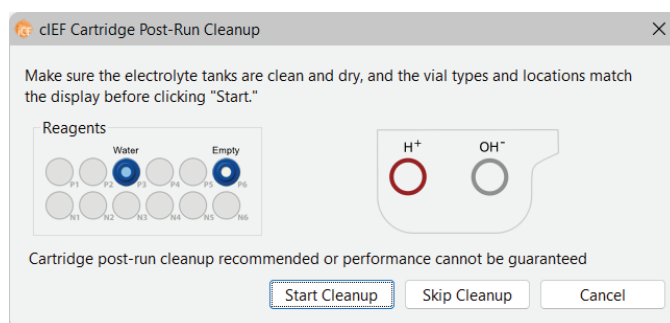 cIEF Cartridge Post-Run Cleanup
Make sure the electrolyte tanks are clean and dry, and the vial types and locations match
the display before clicking "Start."
Reagents
Water Empty
P1 P2 P3 P4 P5 P6
N1 N2 N3 N4 N5 N6
H+ OH-
Cartridge post-run cleanup recommended or performance cannot be guaranteed
Start Cleanup Skip Cleanup Cancel